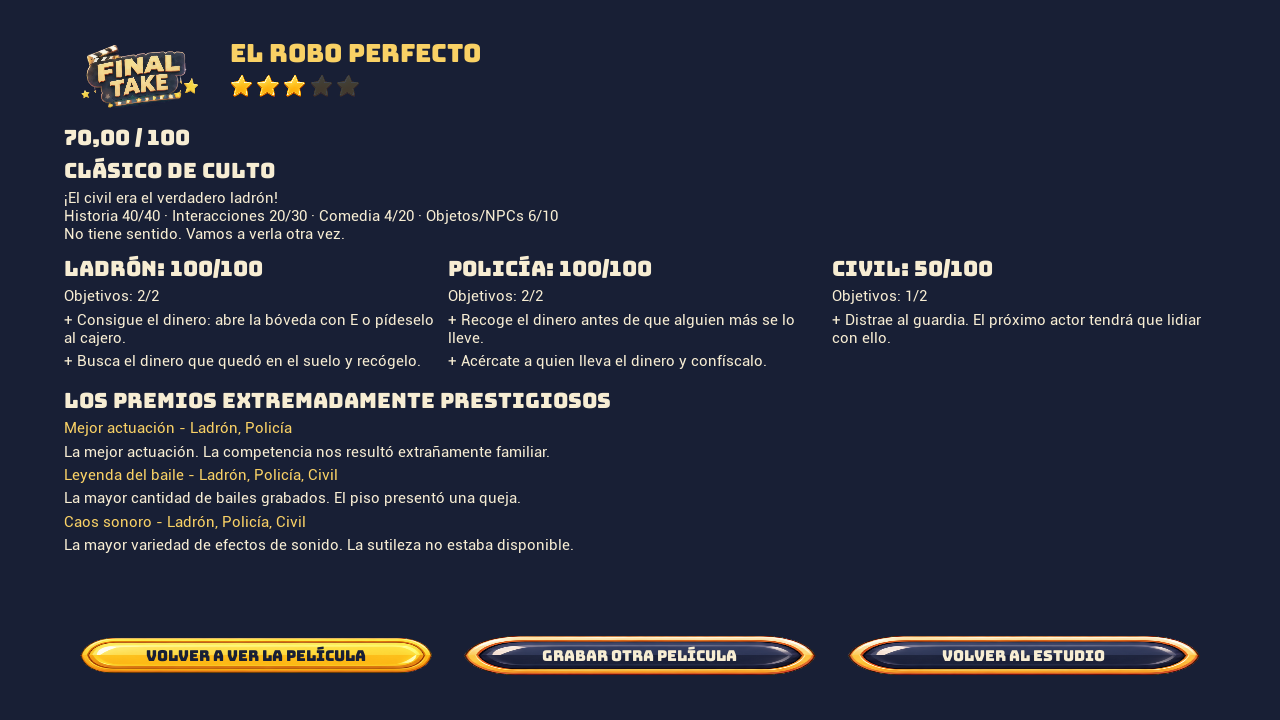 FINAL TAKE
EL ROBO PERFECTO
70,00 / 100
CLÁSICO DE CULTO
¡El civil era el verdadero ladrón!
Historia 40/40 · Interacciones 20/30 · Comedia 4/20 · Objetos/NPCs 6/10
No tiene sentido. Vamos a verla otra vez.
LADRÓN: 100/100
Objetivos: 2/2
+ Consigue el dinero: abre la bóveda con E o pídeselo
al cajero.
+ Busca el dinero que quedó en el suelo y recógelo.
POLICÍA: 100/100
Objetivos: 2/2
+ Recoge el dinero antes de que alguien más se lo
lleve.
+ Acércate a quien lleva el dinero y confíscalo.
CIVIL: 50/100
Objetivos: 1/2
+ Distrae al guardia. El próximo actor tendrá que lidiar
con ello.
LOS PREMIOS EXTREMADAMENTE PRESTIGIOSOS
Mejor actuación - Ladrón, Policía
La mejor actuación. La competencia nos resultó extrañamente familiar.
Leyenda del baile - Ladrón, Policía, Civil
La mayor cantidad de bailes grabados. El piso presentó una queja.
Caos sonoro - Ladrón, Policía, Civil
La mayor variedad de efectos de sonido. La sutileza no estaba disponible.
VOLVER A VER LA PELÍCULA
GRABAR OTRA PELÍCULA
VOLVER AL ESTUDIO